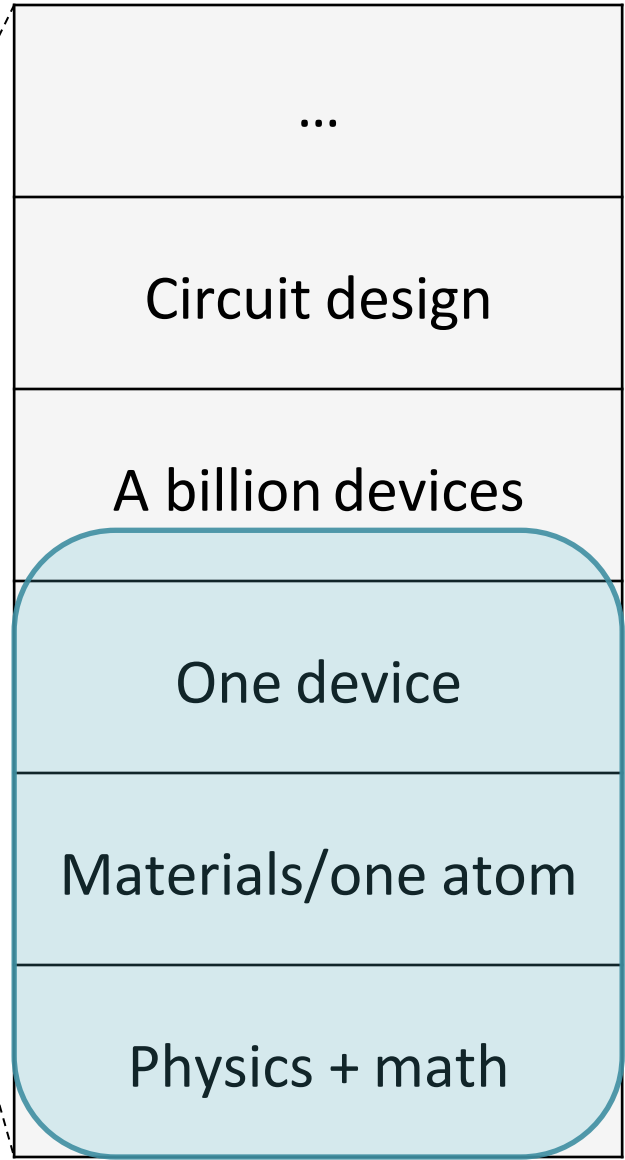 ...
Circuit design
A billion devices
One device
Materials/one atom
Physics + math